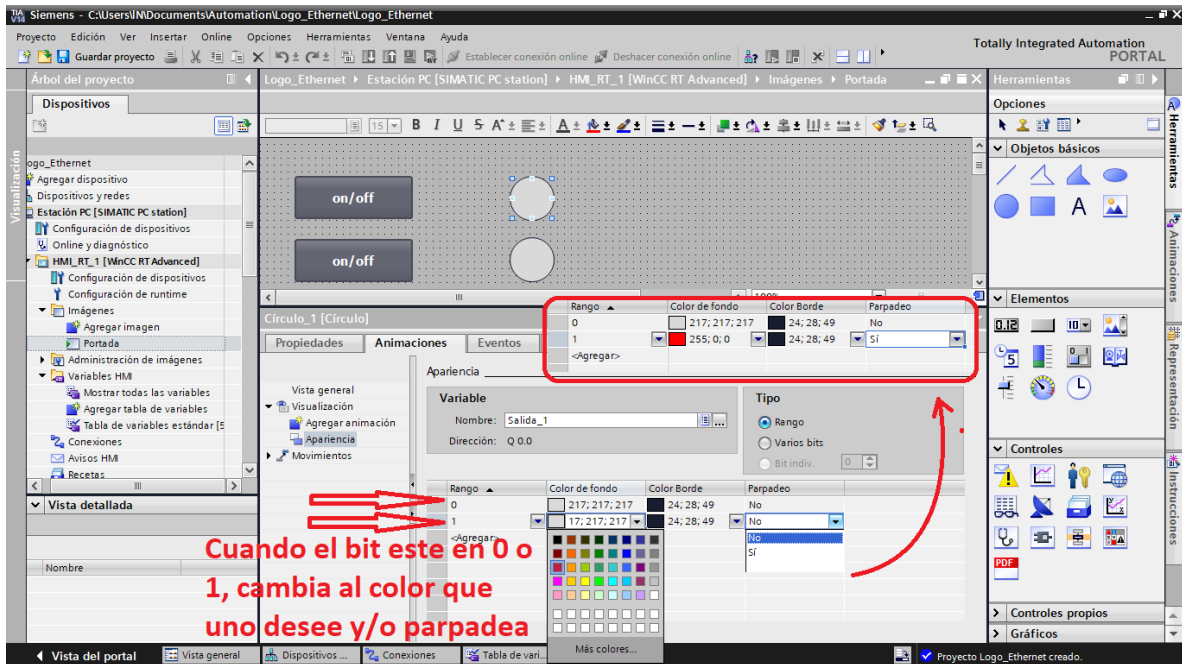 Siemens - C:\Users\IN\Documents\Automation\Logo_Ethernet\Logo_Ethernet
Proyecto Edición Ver Insertar Online Opciones Herramientas Ventana Ayuda
Totally Integrated Automation
PORTAL
Guardar proyecto
Establecer conexión online
Deshacer conexión online
Árbol del proyecto
Logo_Ethernet
Estación PC [SIMATIC PC station]
HMI_RT_1 [WinCC RT Advanced]
Imágenes
Portada
Herramientas
Dispositivos
Opciones
Visualización
15
B I U S A
ogo_Ethernet
Agregar dispositivo
Dispositivos y redes
Estación PC [SIMATIC PC station]
Configuración de dispositivos
Online y diagnóstico
HMI_RT_1 [WinCC RT Advanced]
Configuración de dispositivos
Configuración de runtime
Imágenes
Agregar imagen
Portada
Administración de imágenes
Variables HMI
Mostrar todas las variables
Agregar tabla de variables
Tabla de variables estándar [5
Conexiones
Avisos HMI
Recetas
Vista detallada
Nombre
on/off
on/off
100%
Círculo_1 [Círculo]
Propiedades
Animaciones
Eventos
Rango Color de fondo Color Borde Parpadeo
0 217; 217; 217 24; 28; 49 No
1 255; 0; 0 24; 28; 49 Sí
<Agregar>
Vista general
Visualización
Agregar animación
Apariencia
Movimientos
Apariencia
Variable
Nombre: Salida_1
Dirección: Q 0.0
Tipo
Rango
Varios bits
Bit indiv. 0
Rango Color de fondo Color Borde Parpadeo
0 217; 217; 217 24; 28; 49 No
1 17; 217; 217 24; 28; 49 No
<Agregar>
No
Sí
Más colores...
Cuando el bit este en 0 o
1, cambia al color que
uno desee y/o parpadea
Objetos básicos
A
Elementos
0.12
10
5
Controles
PDF
Controles propios
Gráficos
Herramientas
Animaciones
Representación
Instrucciones
Vista del portal
Vista general
Dispositivos ...
Conexiones
Tabla de vari...
Proyecto Logo_Ethernet creado.